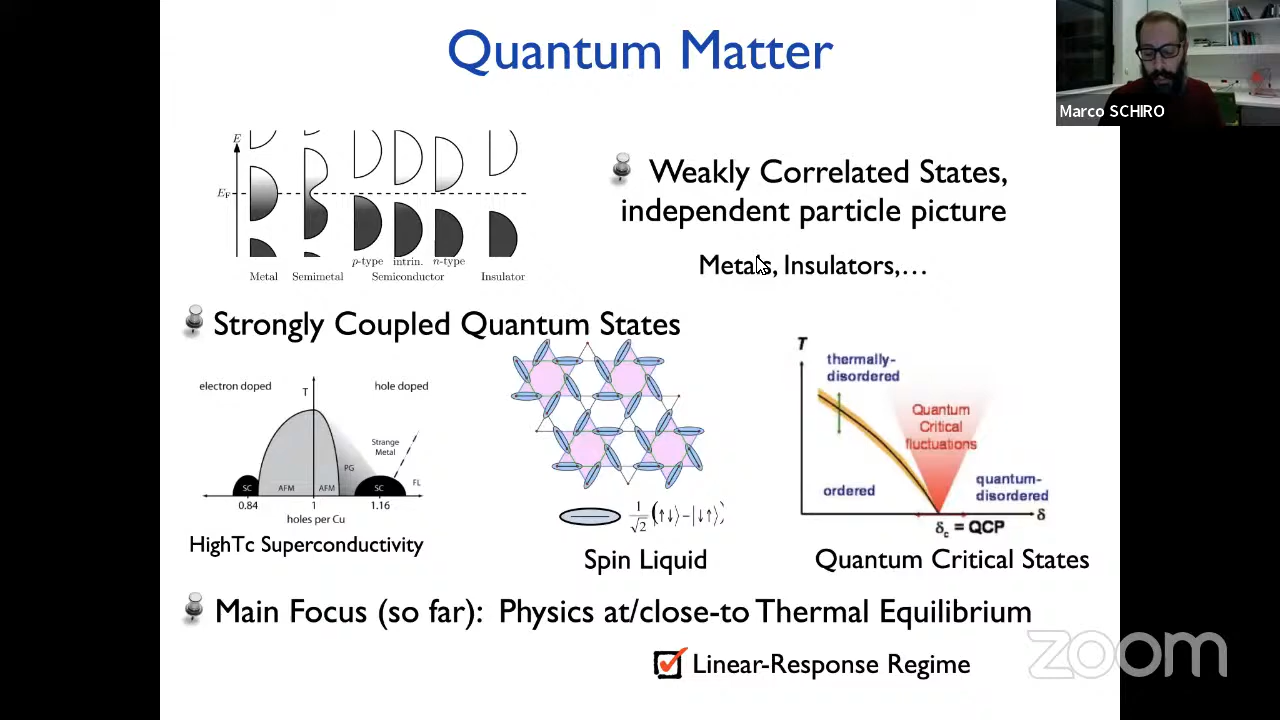 Quantum Matter
Marco SCHIRO
E
E_F
p-type intrin. n-type
Metal Semimetal Semiconductor Insulator
Weakly Correlated States,
independent particle picture
Metals, Insulators,…
Strongly Coupled Quantum States
electron doped
T
hole doped
Strange
Metal
PG
SC AFM AFM SC FL
0.84 1 1.16
holes per Cu
HighTc Superconductivity
1/√2 (|↑↓⟩−|↓↑⟩)
Spin Liquid
T
thermally-
disordered
Quantum
Critical
fluctuations
ordered
quantum-
disordered
δ
δc = QCP
Quantum Critical States
Main Focus (so far): Physics at/close-to Thermal Equilibrium
Linear-Response Regime
zoom